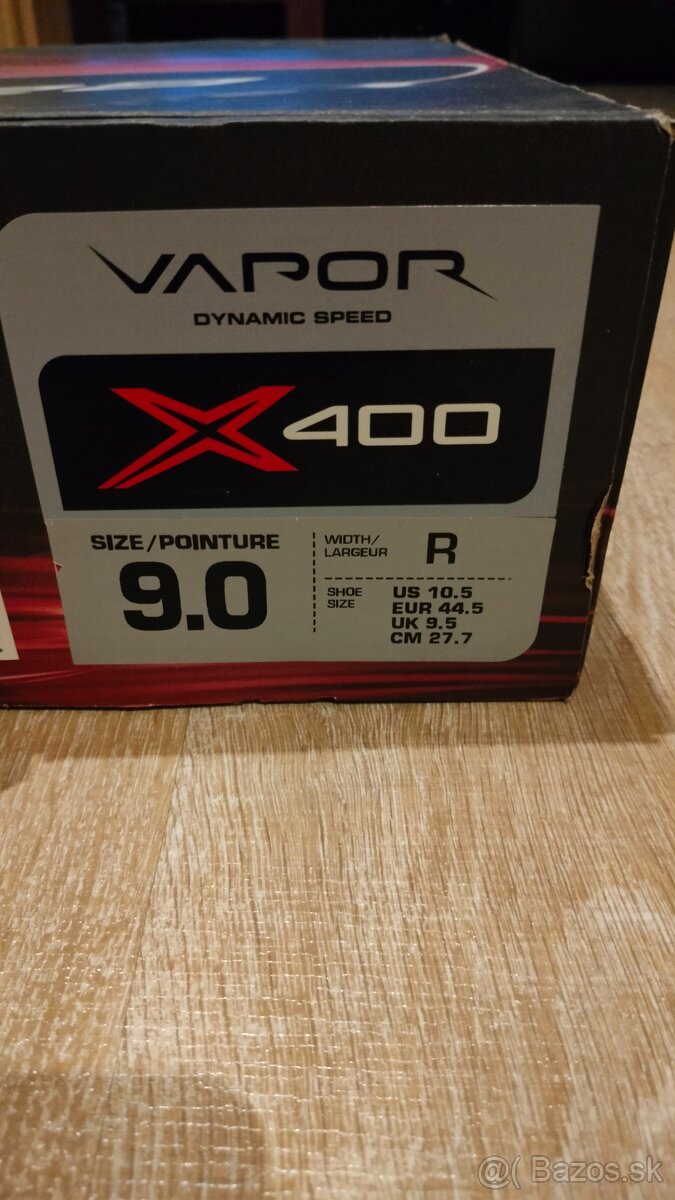 VAPOR
DYNAMIC SPEED
X400
SIZE/POINTURE
9.0
WIDTH/
LARGEUR
R
SHOE
SIZE
US 10.5
EUR 44.5
UK 9.5
CM 27.7
@( Bazos.sk